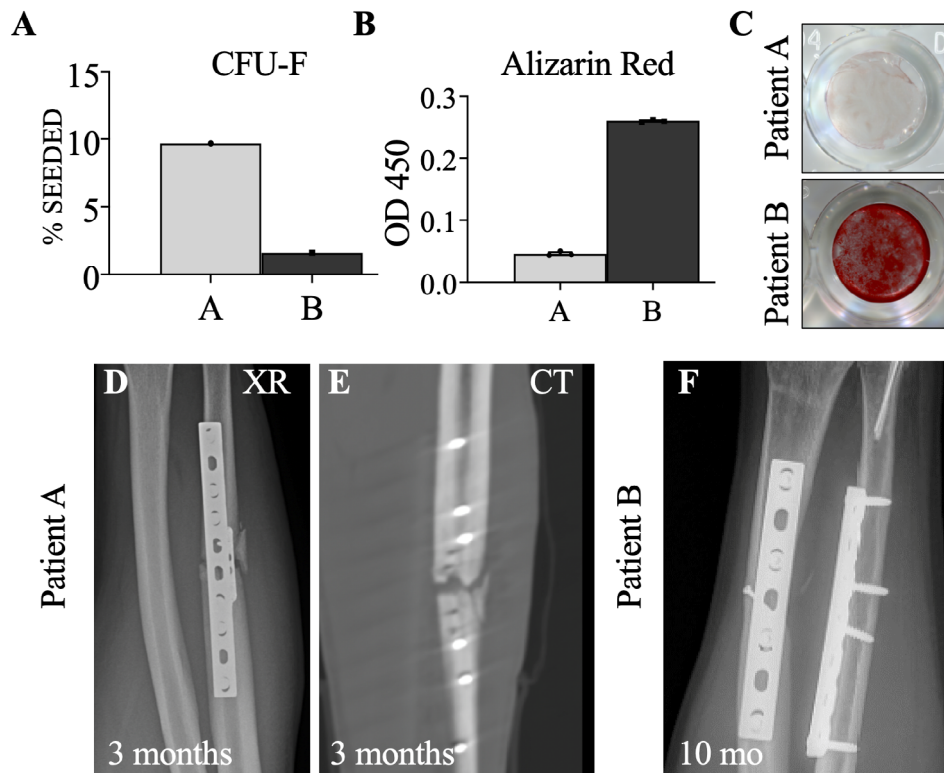 A
CFU-F
15
10
5
0
% SEEDED
A
B
B
Alizarin Red
0.3
0.2
0.1
0.0
OD 450
A
B
C
Patient A
Patient B
Patient A
D
XR
3 months
E
CT
3 months
Patient B
F
10 mo